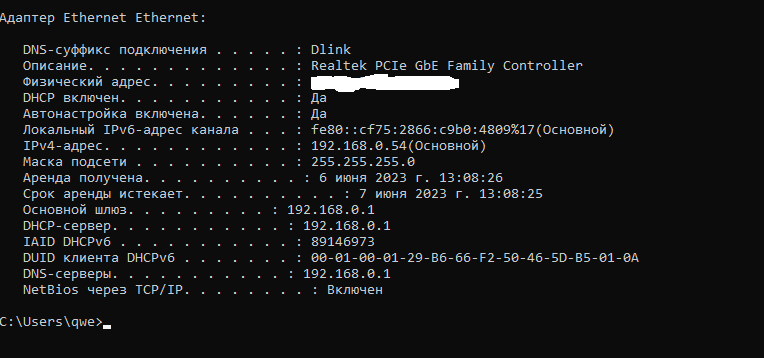 Адаптер Ethernet Ethernet:
DNS-суффикс подключения . . . . . : Dlink
Описание. . . . . . . . . . . . . : Realtek PCIe GbE Family Controller
Физический адрес. . . . . . . . . :
DHCP включен. . . . . . . . . . . : Да
Автонастройка включена. . . . . . : Да
Локальный IPv6-адрес канала . . . : fe80::cf75:2866:c9b0:4809%17(Основной)
IPv4-адрес. . . . . . . . . . . . : 192.168.0.54(Основной)
Маска подсети . . . . . . . . . . : 255.255.255.0
Аренда получена. . . . . . . . . . : 6 июня 2023 г. 13:08:26
Срок аренды истекает. . . . . . . . . . : 7 июня 2023 г. 13:08:25
Основной шлюз. . . . . . . . . : 192.168.0.1
DHCP-сервер. . . . . . . . . . . : 192.168.0.1
IAID DHCPv6 . . . . . . . . . . . : 89146973
DUID клиента DHCPv6 . . . . . . . : 00-01-00-01-29-B6-66-F2-50-46-5D-B5-01-0A
DNS-серверы. . . . . . . . . . . : 192.168.0.1
NetBios через TCP/IP. . . . . . . . : Включен
C:\Users\qwe>